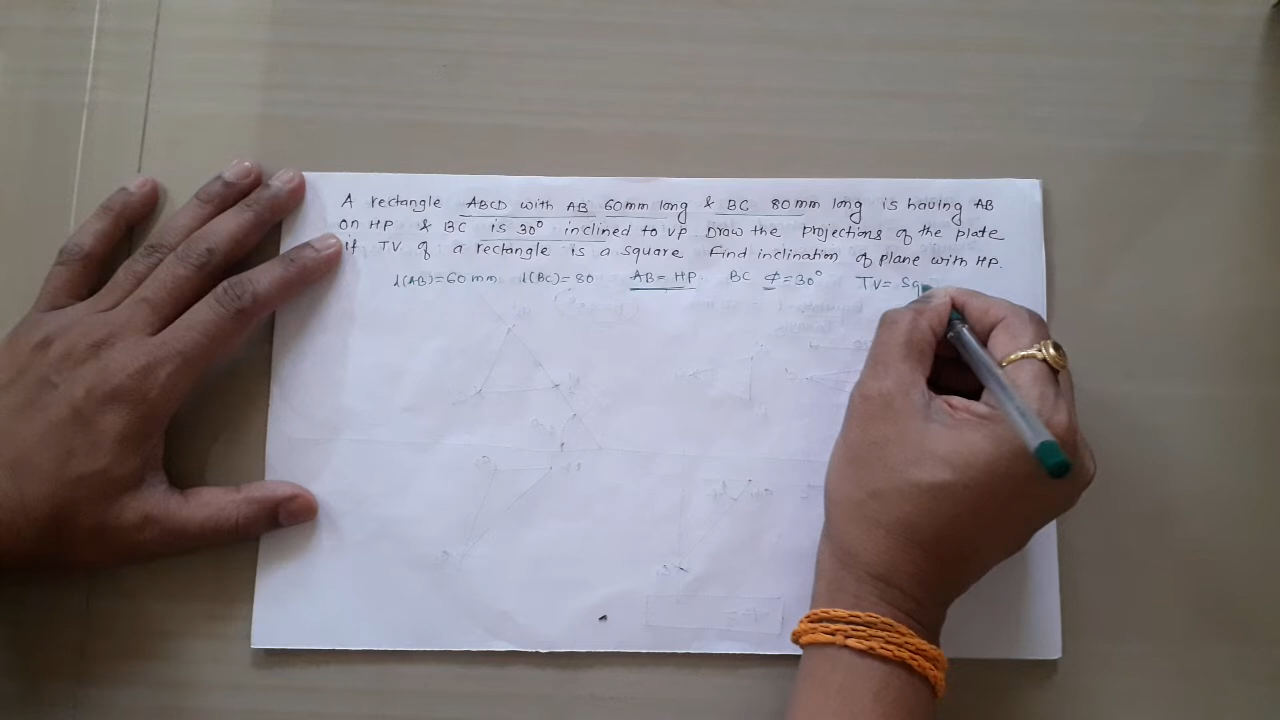 A rectangle ABCD with AB 60mm long & BC 80mm long is having AB
on HP & BC is 30° inclined to VP Draw the projections of the plate
if TV of a rectangle is a square Find inclination of plane with HP.
l(AB)=60mm l(BC)=80 AB=HP BC ϕ=30° TV= Sq